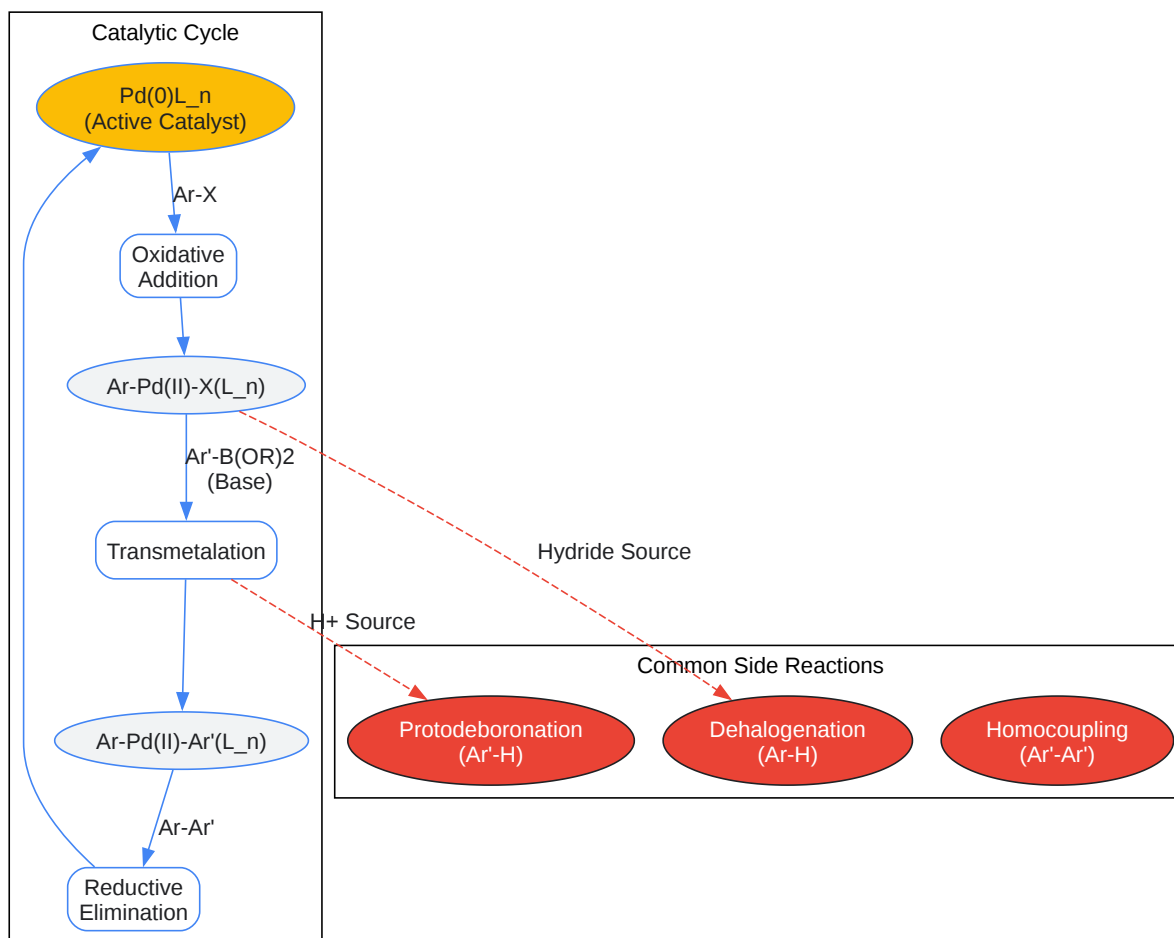 Catalytic Cycle
Pd(0)L_n
(Active Catalyst)
Ar-X
Oxidative
Addition
Ar-Pd(II)-X(L_n)
Ar'-B(OR)2
(Base)
Hydride Source
Transmetalation
H+ Source
Common Side Reactions
Protodeboronation
(Ar'-H)
Dehalogenation
(Ar-H)
Homocoupling
(Ar'-Ar')
Ar-Pd(II)-Ar'(L_n)
Ar-Ar'
Reductive
Elimination